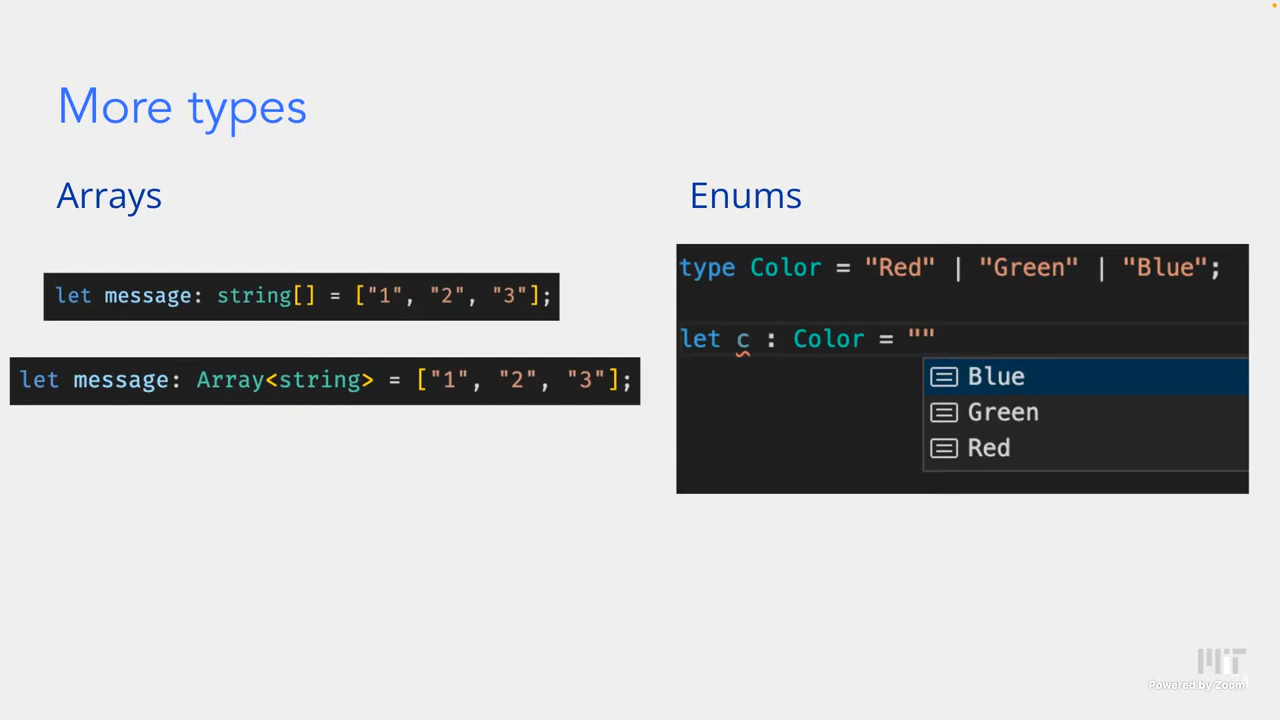 More types
Arrays
let message: string[] = ["1", "2", "3"];
let message: Array<string> = ["1", "2", "3"];
Enums
type Color = "Red" | "Green" | "Blue";
let c : Color = ""
Blue
Green
Red
MIT
Powered by Zoom